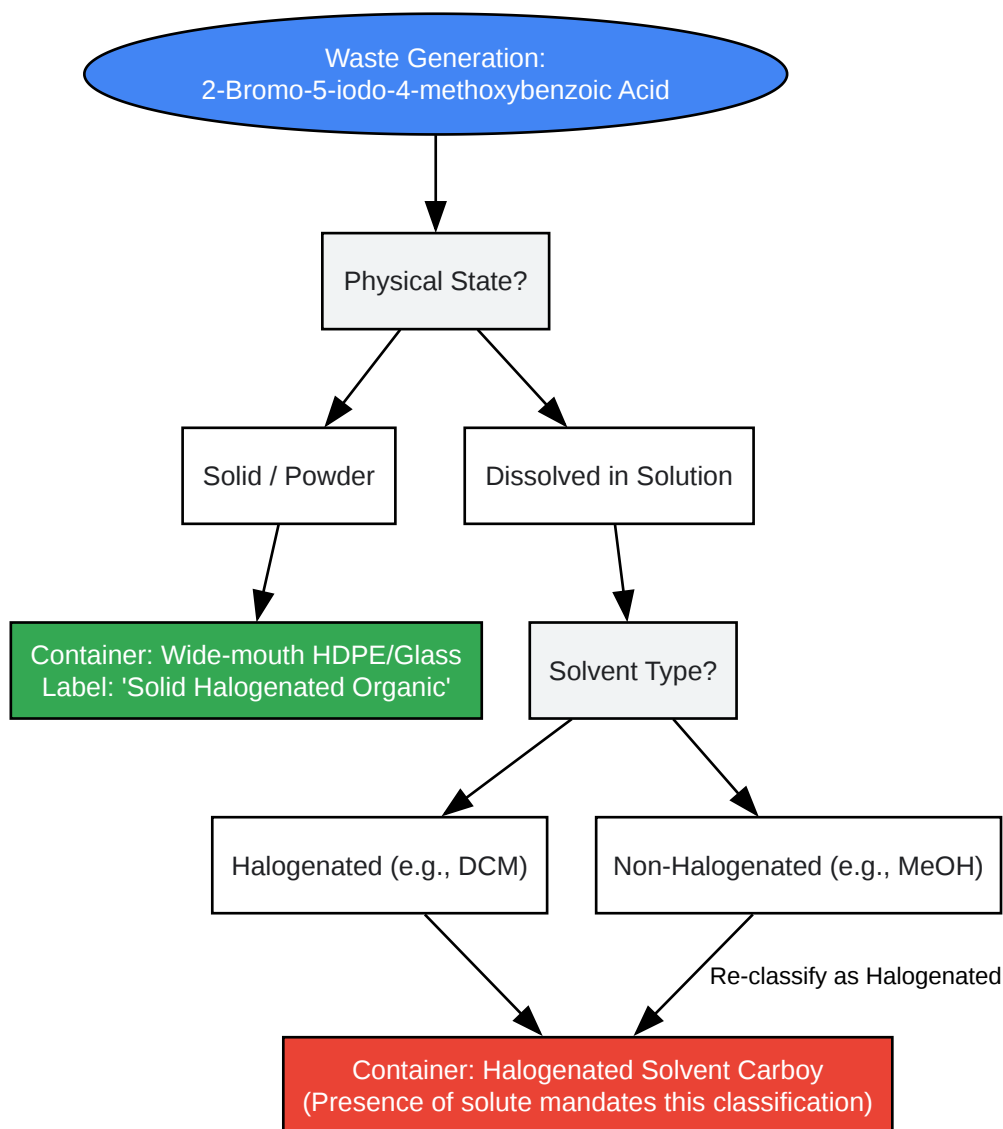 Waste Generation:
2-Bromo-5-iodo-4-methoxybenzoic Acid
Physical State?
Solid / Powder
Dissolved in Solution
Container: Wide-mouth HDPE/Glass
Label: 'Solid Halogenated Organic'
Solvent Type?
Halogenated (e.g., DCM)
Non-Halogenated (e.g., MeOH)
Re-classify as Halogenated
Container: Halogenated Solvent Carboy
(Presence of solute mandates this classification)